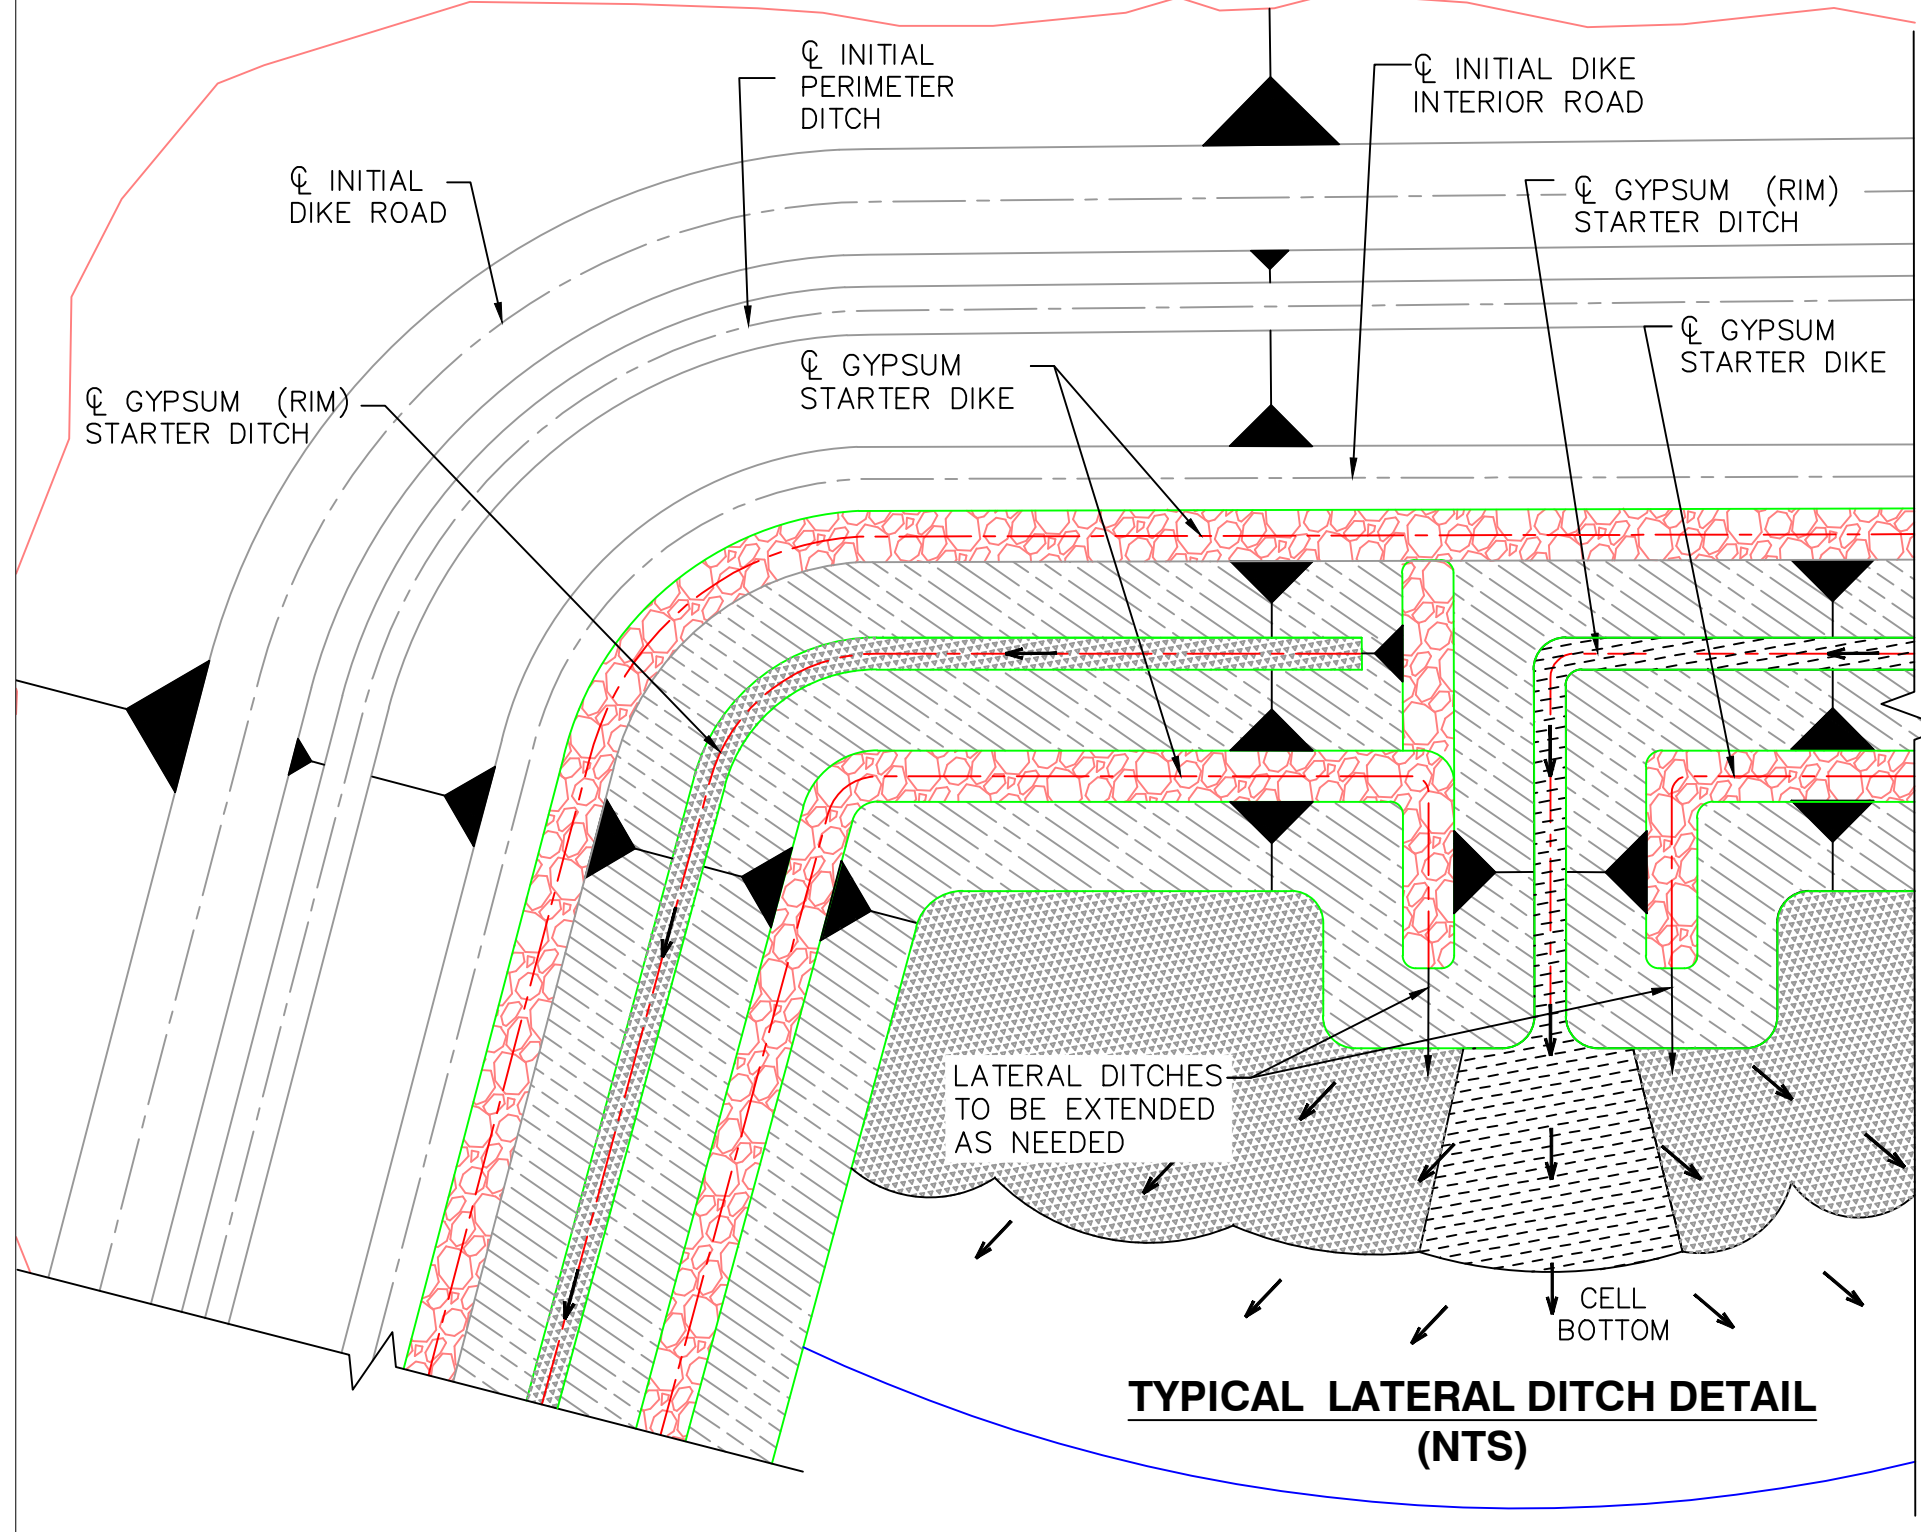 ℄ INITIAL
PERIMETER
DITCH
℄ INITIAL DIKE
INTERIOR ROAD
℄ INITIAL
DIKE ROAD
℄ GYPSUM (RIM)
STARTER DITCH
℄ GYPSUM
STARTER DIKE
℄ GYPSUM
STARTER DIKE
℄ GYPSUM (RIM)
STARTER DITCH
LATERAL DITCHES
TO BE EXTENDED
AS NEEDED
CELL
BOTTOM
TYPICAL LATERAL DITCH DETAIL
(NTS)